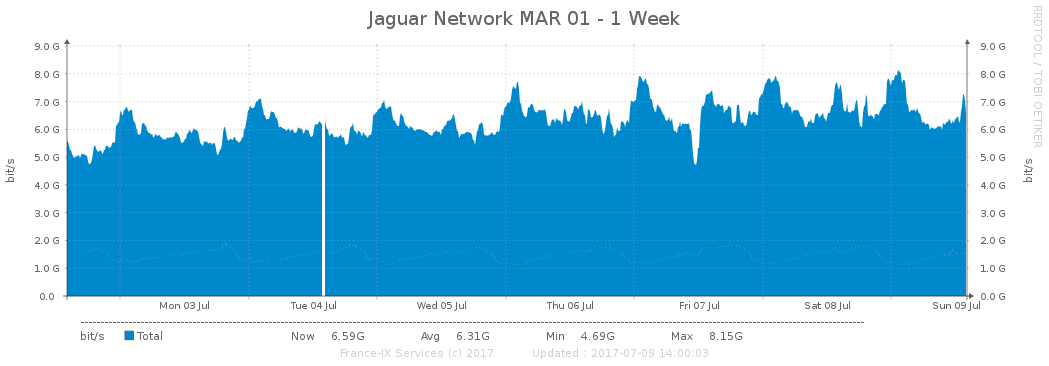 Jaguar Network MAR 01 - 1 Week
RRDTOOL / TOBI OETIKER
9.0 G 9.0 G
8.0 G 8.0 G
7.0 G 7.0 G
6.0 G 6.0 G
5.0 G 5.0 G
4.0 G 4.0 G
3.0 G 3.0 G
2.0 G 2.0 G
1.0 G 1.0 G
0.0 0.0 G
bit/s
bit/s
Mon 03 Jul Tue 04 Jul Wed 05 Jul Thu 06 Jul Fri 07 Jul Sat 08 Jul Sun 09 Jul
bit/s Total Now 6.59G Avg 6.31G Min 4.69G Max 8.15G
France-IX Services (c) 2017 Updated : 2017-07-09 14:00:03